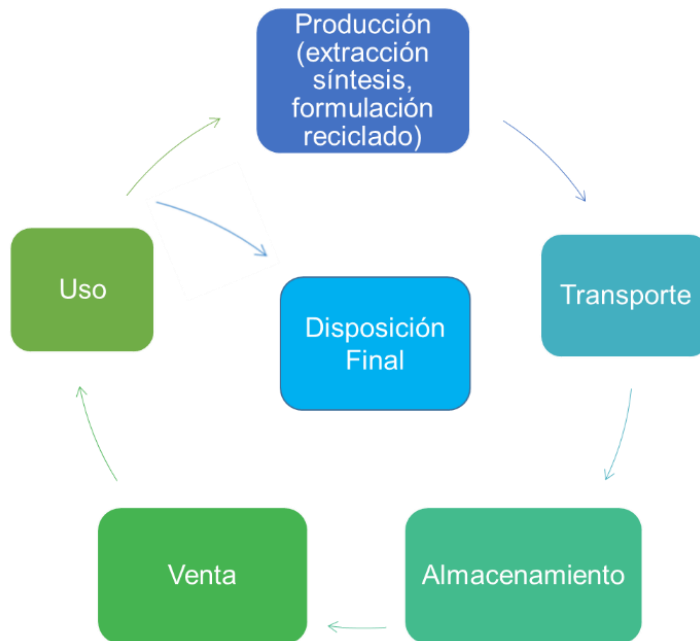 Producción
(extracción
síntesis,
formulación
reciclado)
Uso
Transporte
Disposición
Final
Venta
Almacenamiento